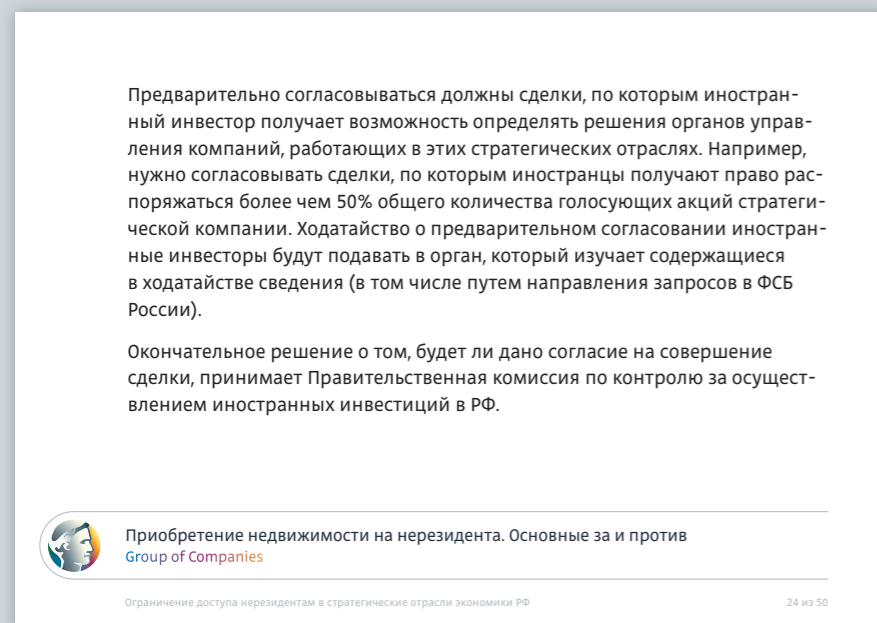 Предварительно согласовываться должны сделки, по которым иностран-
ный инвестор получает возможность определять решения органов управ-
ления компаний, работающих в этих стратегических отраслях. Например,
нужно согласовывать сделки, по которым иностранцы получают право рас-
поряжаться более чем 50% общего количества голосующих акций стратеги-
ческой компании. Ходатайство о предварительном согласовании иностран-
ные инвесторы будут подавать в орган, который изучает содержащиеся
в ходатайстве сведения (в том числе путем направления запросов в ФСБ
России).
Окончательное решение о том, будет ли дано согласие на совершение
сделки, принимает Правительственная комиссия по контролю за осущест-
влением иностранных инвестиций в РФ.
Приобретение недвижимости на нерезидента. Основные за и против
Group of Companies
Ограничение доступа нерезидентам в стратегические отрасли экономики РФ 24 из 50